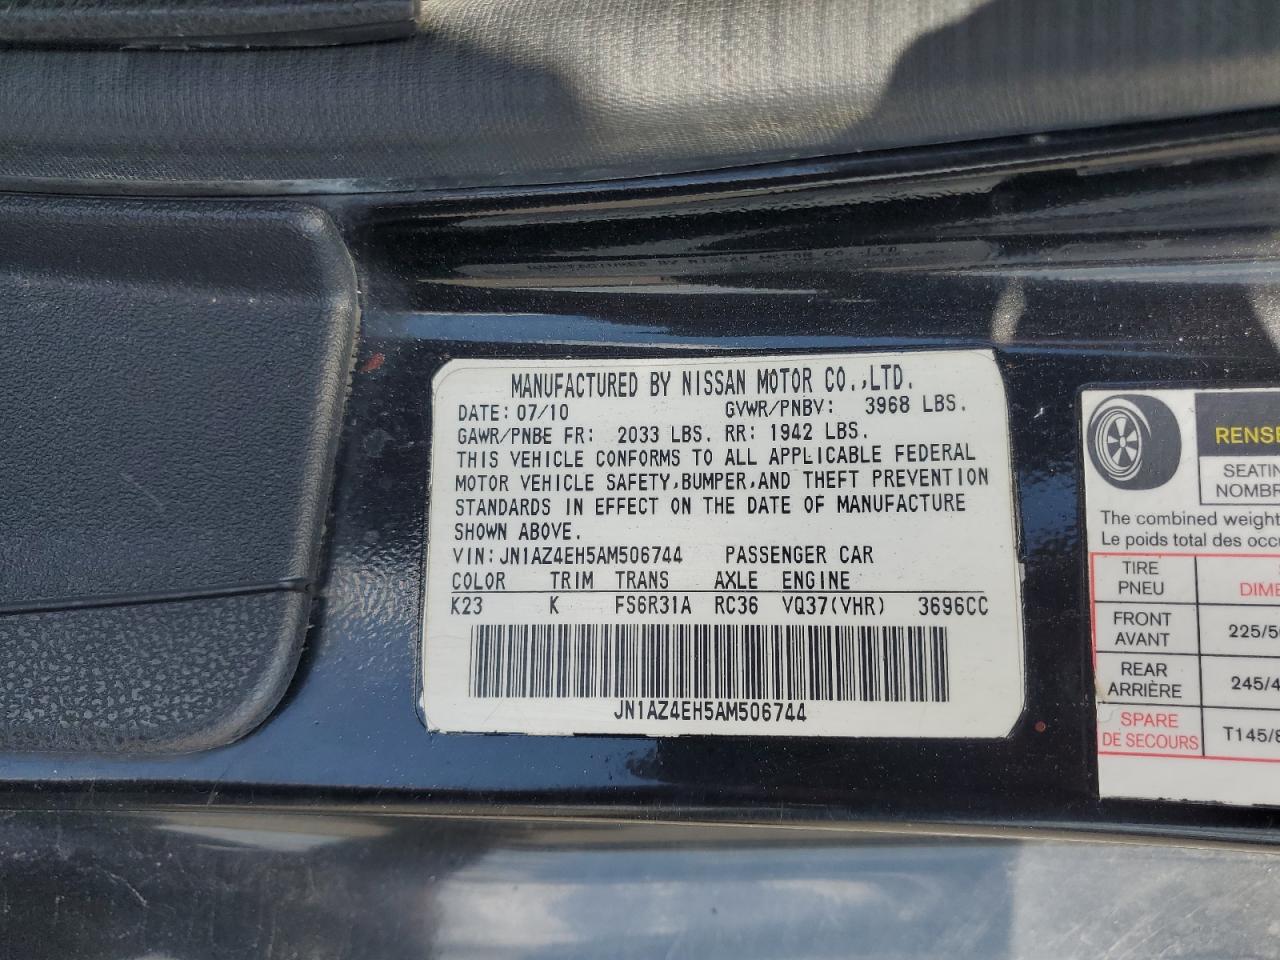 MANUFACTURED BY NISSAN MOTOR CO.,LTD.
DATE: 07/10 GVWR/PNBV: 3968 LBS.
GAWR/PNBE FR: 2033 LBS. RR: 1942 LBS.
THIS VEHICLE CONFORMS TO ALL APPLICABLE FEDERAL
MOTOR VEHICLE SAFETY,BUMPER,AND THEFT PREVENTION
STANDARDS IN EFFECT ON THE DATE OF MANUFACTURE
SHOWN ABOVE.
VIN: JN1AZ4EH5AM506744 PASSENGER CAR
COLOR TRIM TRANS AXLE ENGINE
K23 K FS6R31A RC36 VQ37(VHR) 3696CC
JN1AZ4EH5AM506744
RENSE
SEATIN
NOMBR
The combined weight
Le poids total des occu
TIRE
PNEU
DIME
FRONT
AVANT
225/5
REAR
ARRIÈRE
245/4
SPARE
DE SECOURS
T145/8